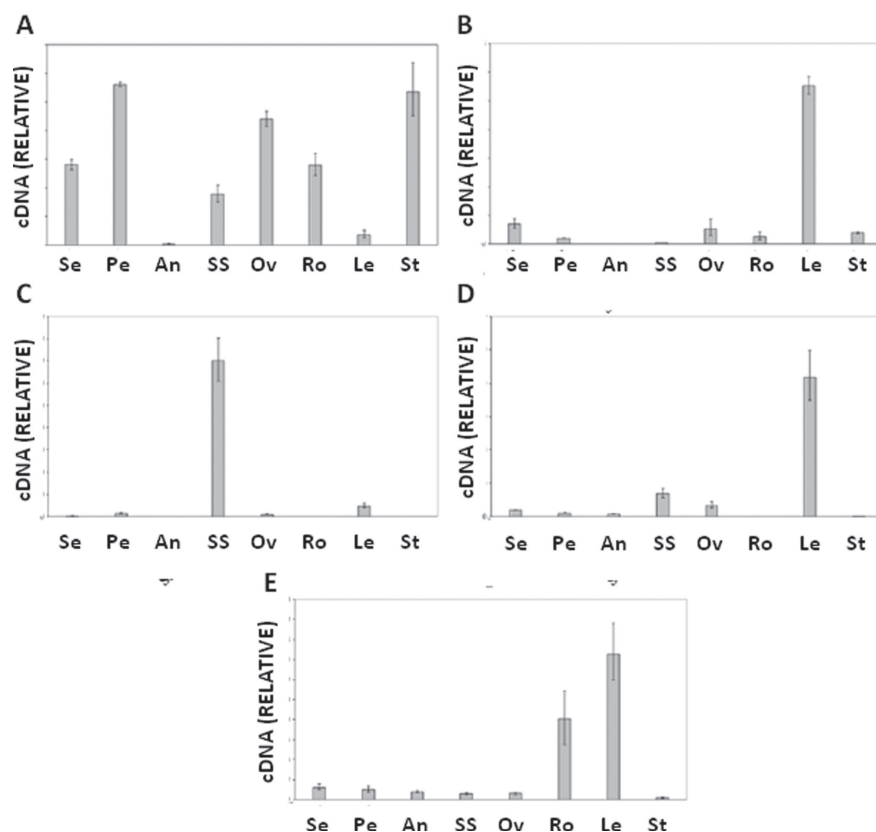 A
cDNA (RELATIVE)
Se Pe An SS Ov Ro Le St
B
cDNA (RELATIVE)
Se Pe An SS Ov Ro Le St
C
cDNA (RELATIVE)
Se Pe An SS Ov Ro Le St
D
cDNA (RELATIVE)
Se Pe An SS Ov Ro Le St
E
cDNA (RELATIVE)
Se Pe An SS Ov Ro Le St